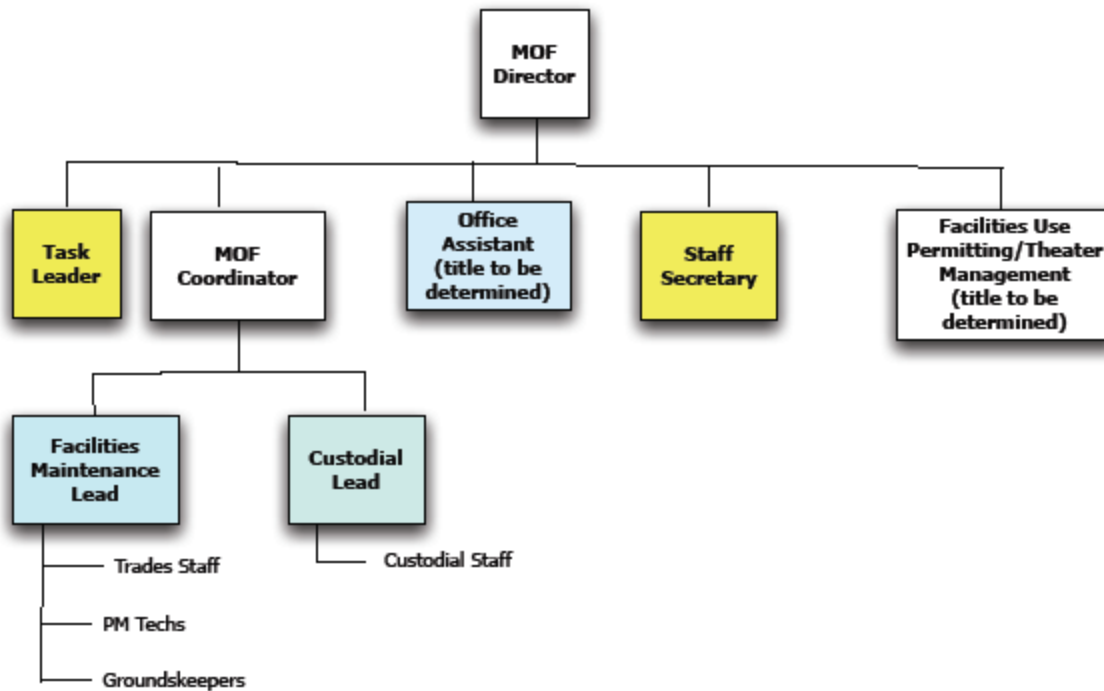 MOF
Director
Task
Leader
MOF
Coordinator
Office
Assistant
(title to be
determined)
Staff
Secretary
Facilities Use
Permitting/Theater
Management
(title to be
determined)
Facilities
Maintenance
Lead
Custodial
Lead
Trades Staff
PM Techs
Groundskeepers
Custodial Staff